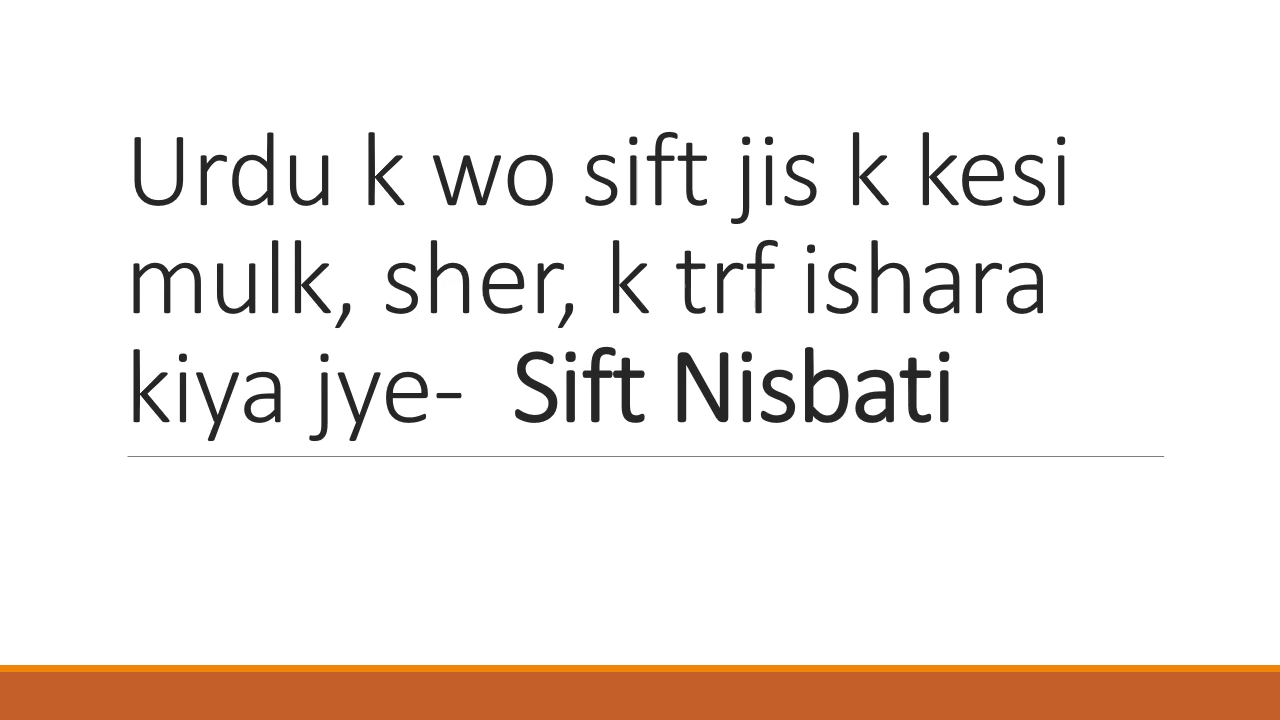 Urdu k wo sift jis k kesi
mulk, sher, k trf ishara
kiya jye-  Sift Nisbati